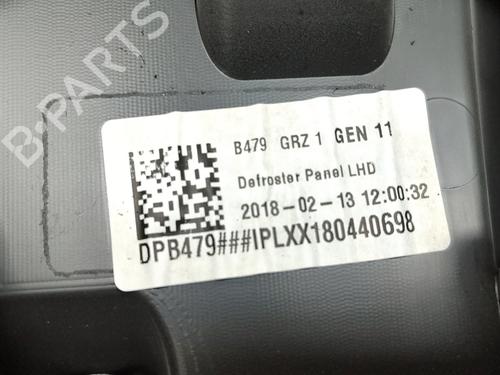 B-PARTS
B479 GRZ 1 GEN 11
Defroster Panel LHD
2018-02-13 12:00:32
DPB479###IPLXX180440698